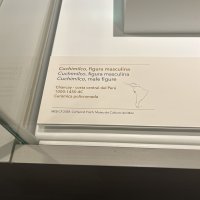 Cuchimilco, figura masculina
Cuchimilco, figura masculina
Cuchimilco, male figure
Chancay - costa central del Perú
1000-1450 dC
Cerámica policromada